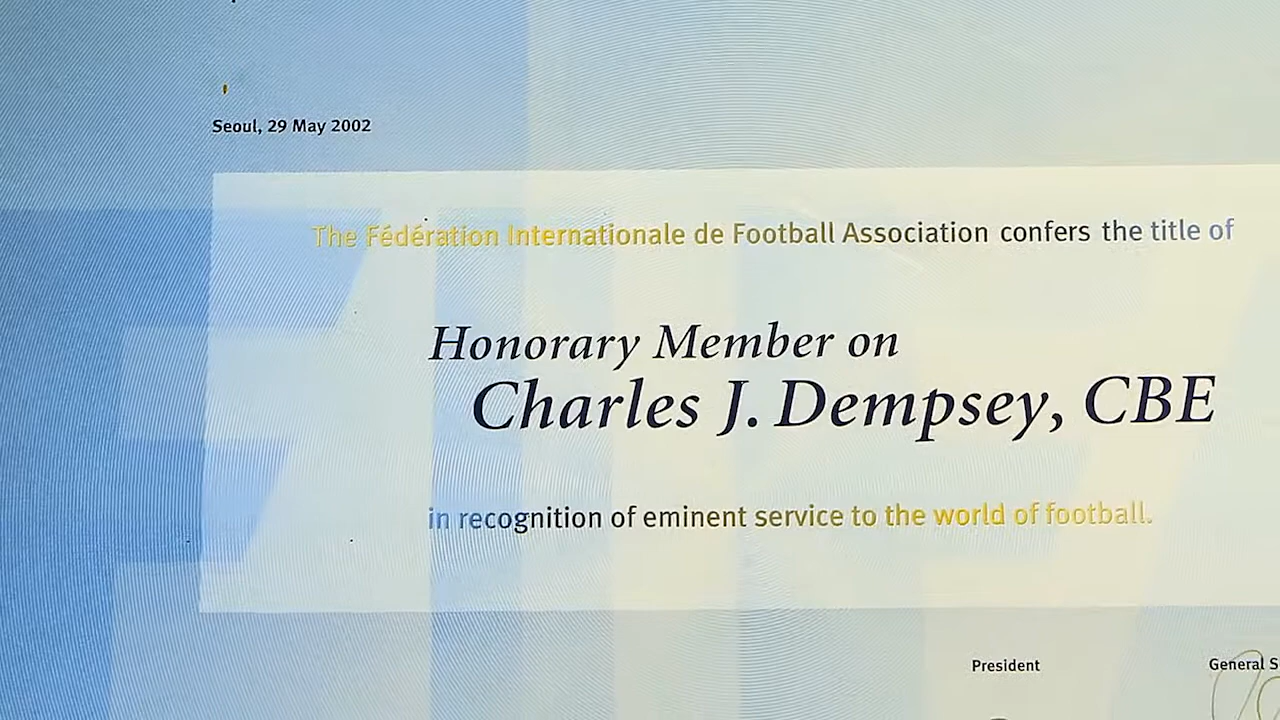 Seoul, 29 May 2002
The Fédération Internationale de Football Association confers the title of
Honorary Member on
Charles J. Dempsey, CBE
in recognition of eminent service to the world of football.
President
General S